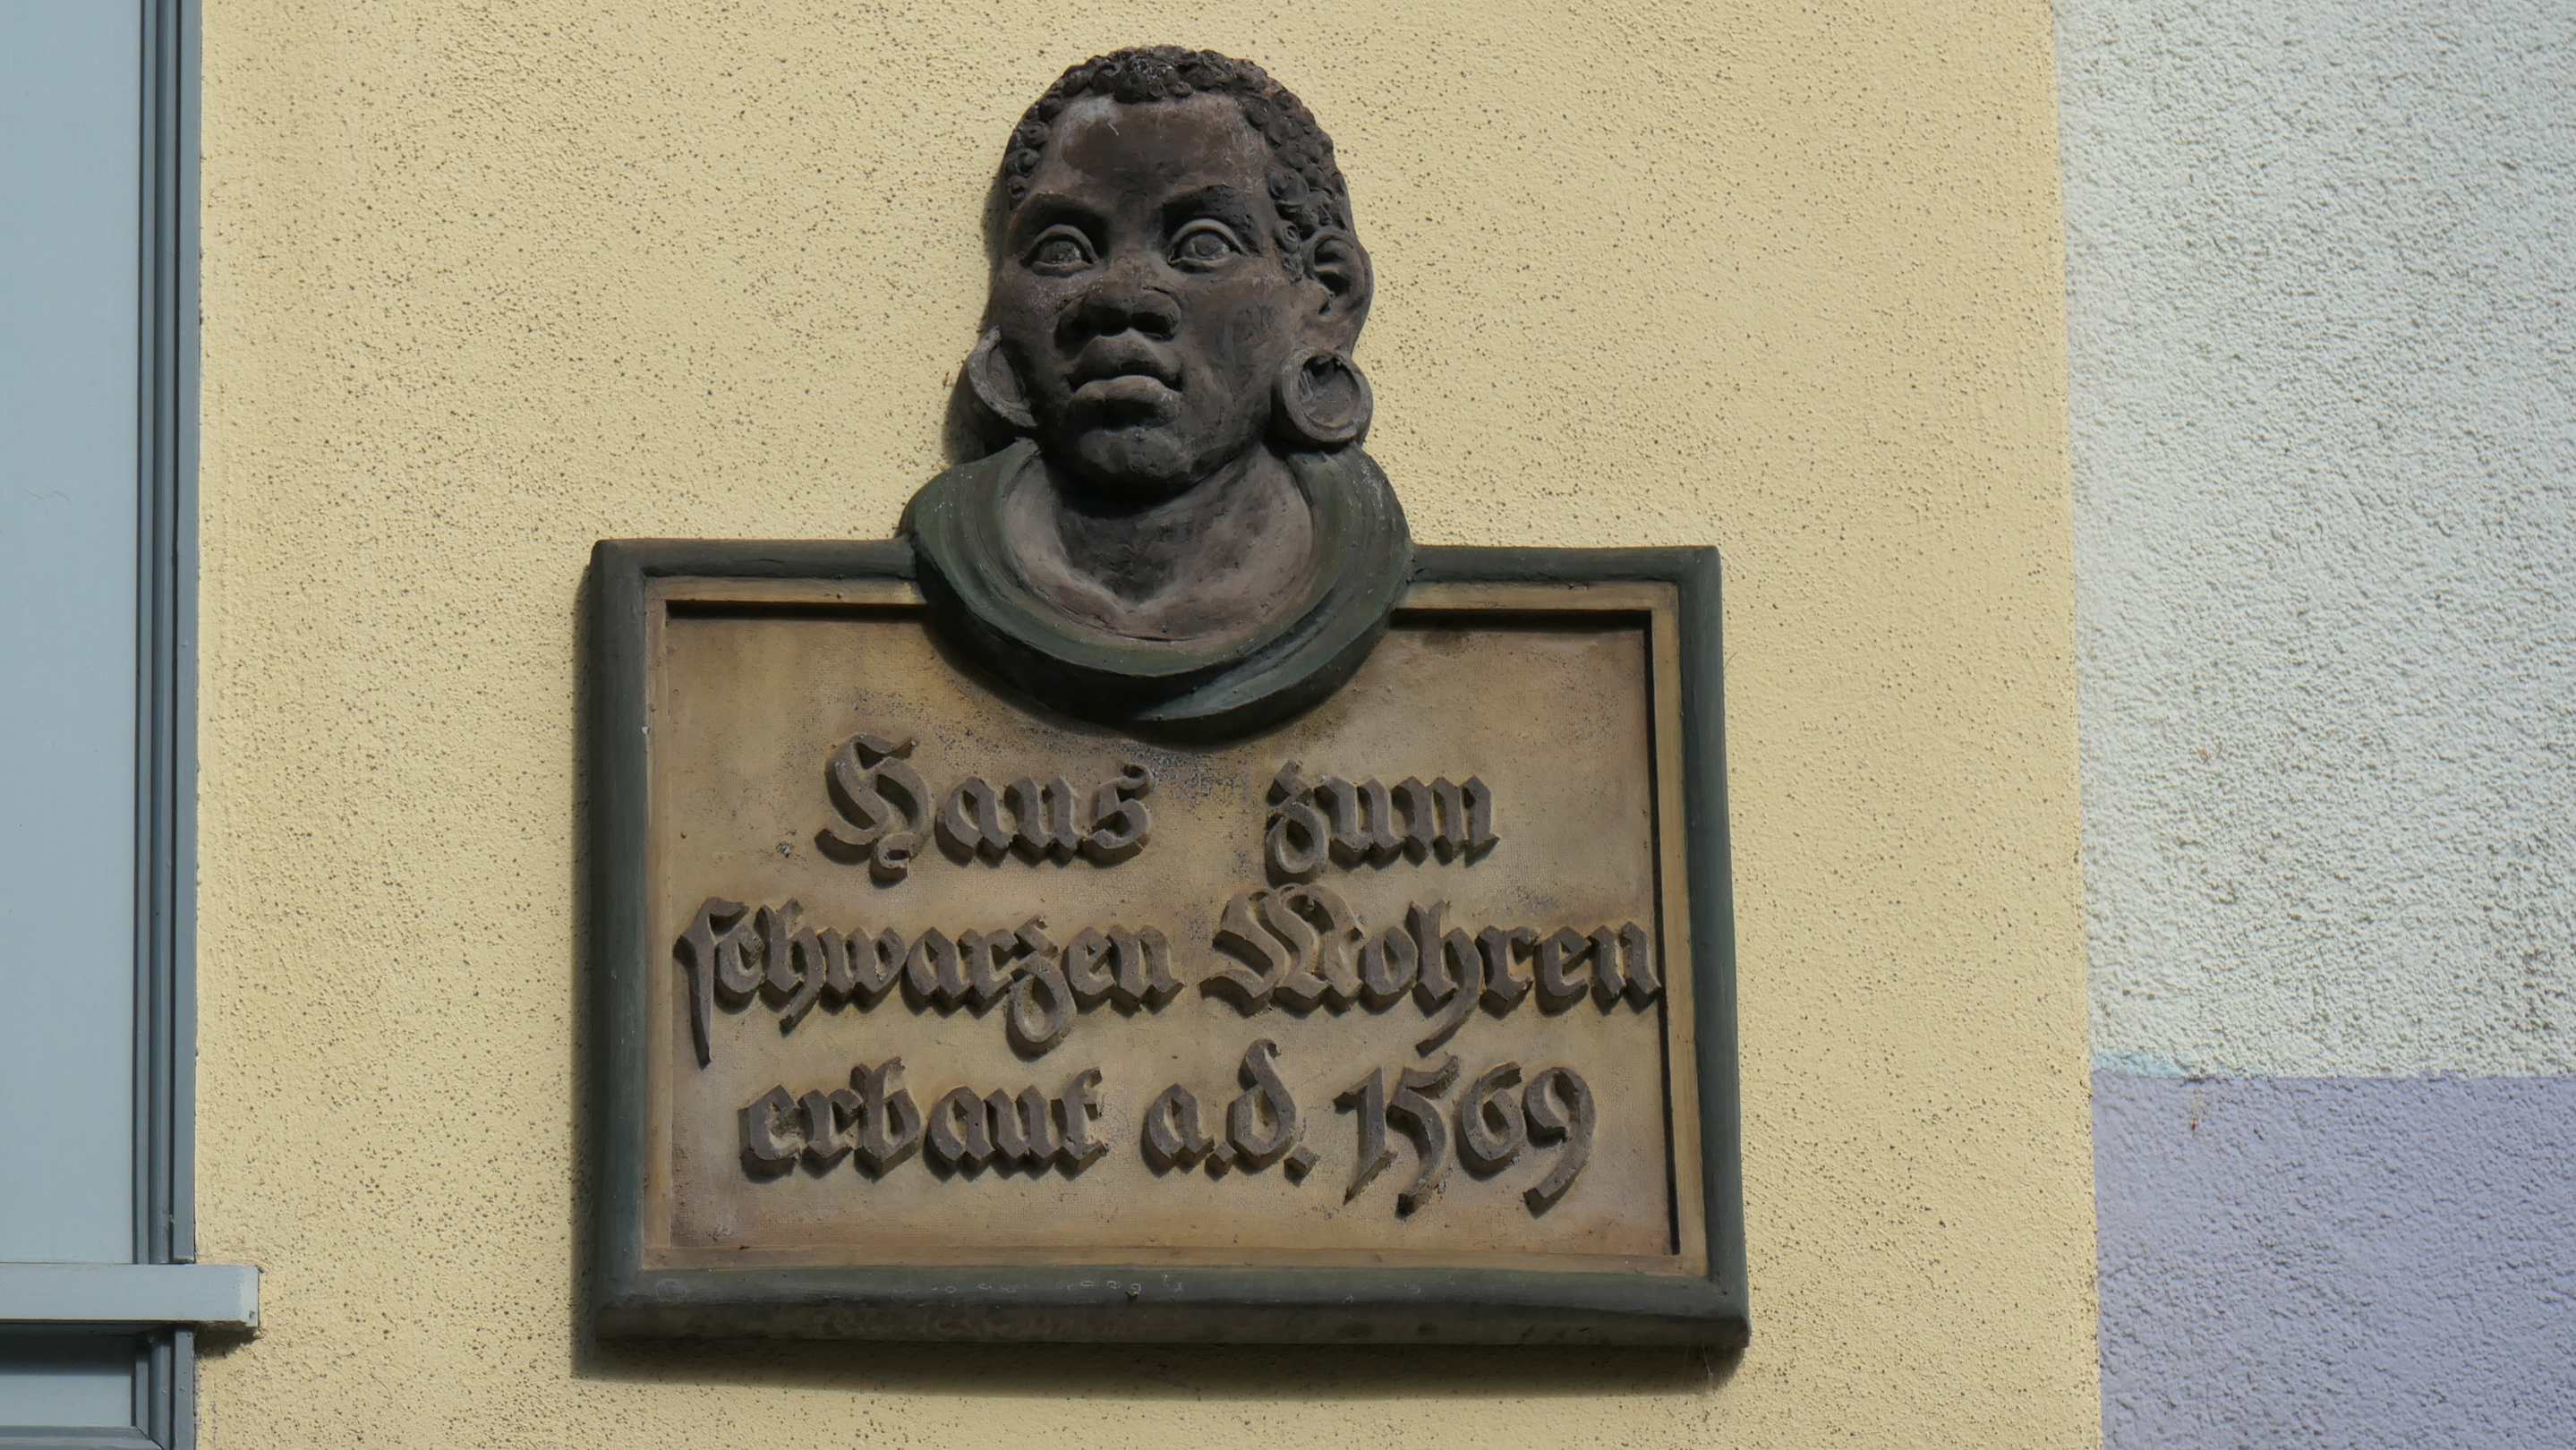 Haus zum
ſchwarzen Mohren
erbaut a.d. 1569